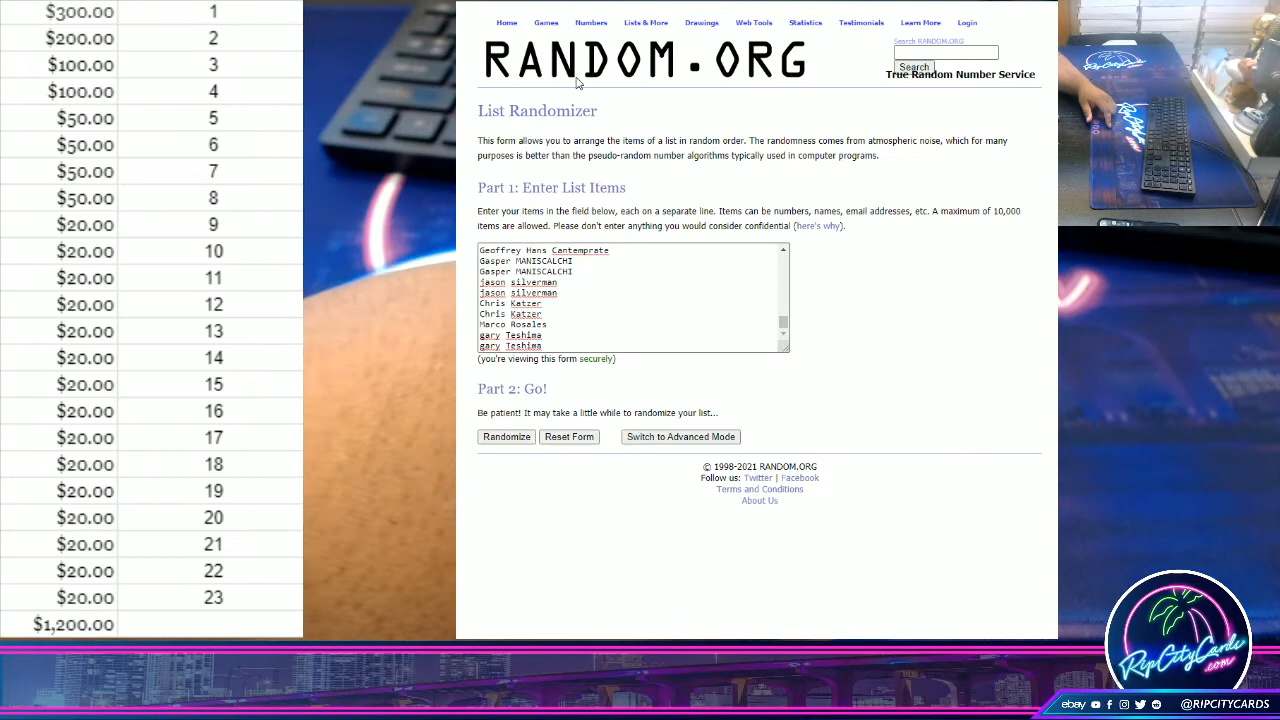 $300.00 1
$200.00 2
$100.00 3
$100.00 4
$50.00 5
$50.00 6
$50.00 7
$50.00 8
$20.00 9
$20.00 10
$20.00 11
$20.00 12
$20.00 13
$20.00 14
$20.00 15
$20.00 16
$20.00 17
$20.00 18
$20.00 19
$20.00 20
$20.00 21
$20.00 22
$20.00 23
$1,200.00
Home Games Numbers Lists & More Drawings Web Tools Statistics Testimonials Learn More Login
RANDOM.ORG
Search RANDOM.ORG
Search
True Random Number Service
List Randomizer
This form allows you to arrange the items of a list in random order. The randomness comes from atmospheric noise, which for many
purposes is better than the pseudo-random number algorithms typically used in computer programs.
Part 1: Enter List Items
Enter your items in the field below, each on a separate line. Items can be numbers, names, email addresses, etc. A maximum of 10,000
items are allowed. Please don't enter anything you would consider confidential (here's why).
Geoffrey Hans Cantemprate
Gasper MANISCALCHI
Gasper MANISCALCHI
jason silverman
jason silverman
Chris Katzer
Chris Katzer
Marco Rosales
gary Teshima
gary Teshima
(you're viewing this form securely)
Part 2: Go!
Be patient! It may take a little while to randomize your list...
Randomize Reset Form Switch to Advanced Mode
© 1998-2021 RANDOM.ORG
Follow us: Twitter | Facebook
Terms and Conditions
About Us
RipCityCards
.com
ebay @RIPCITYCARDS